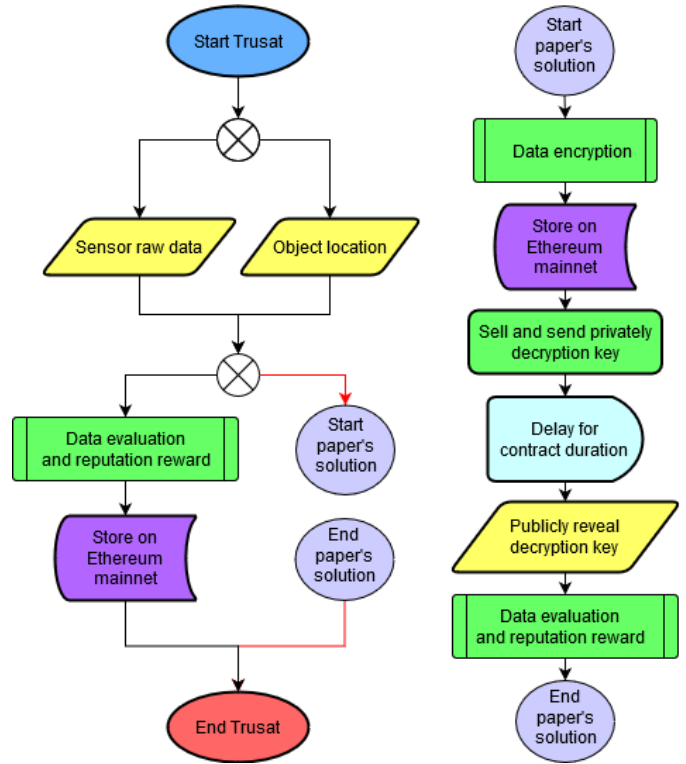 Start Trusat
Sensor raw data
Object location
Data evaluation
and reputation reward
Start
paper's
solution
Store on
Ethereum
mainnet
End
paper's
solution
End Trusat
Start
paper's
solution
Data encryption
Store on
Ethereum
mainnet
Sell and send privately
decryption key
Delay for
contract duration
Publicly reveal
decryption key
Data evaluation
and reputation reward
End
paper's
solution